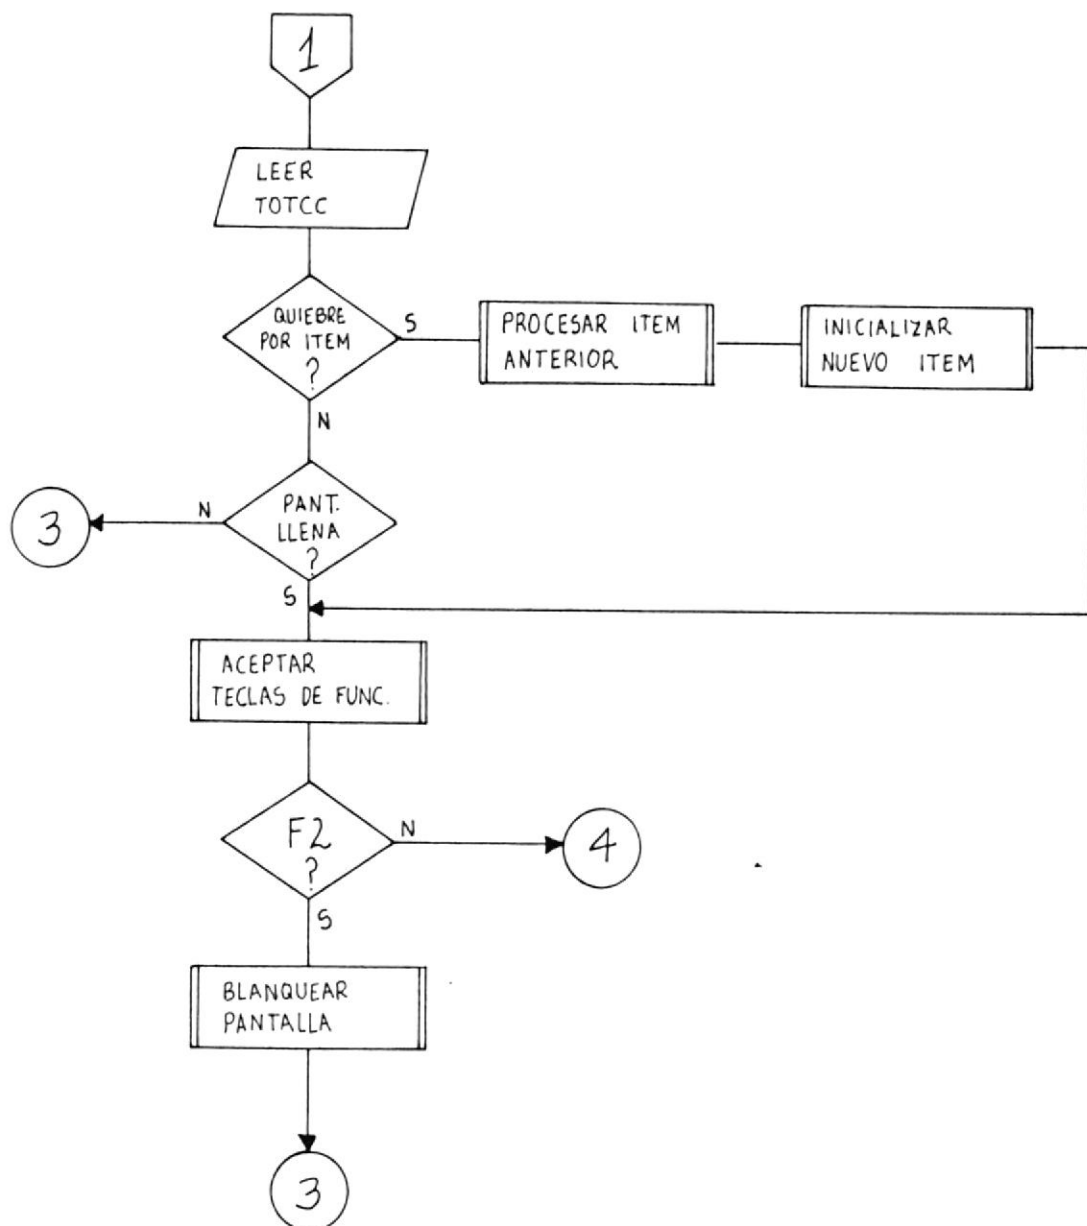 1
LEER
TOTCC
QUIEBRE
POR ITEM
?
S
PROCESAR ITEM
ANTERIOR
INICIALIZAR
NUEVO ITEM
N
PANT.
LLENA
?
N
3
S
ACEPTAR
TECLAS DE FUNC.
F2
?
N
4
S
BLANQUEAR
PANTALLA
3